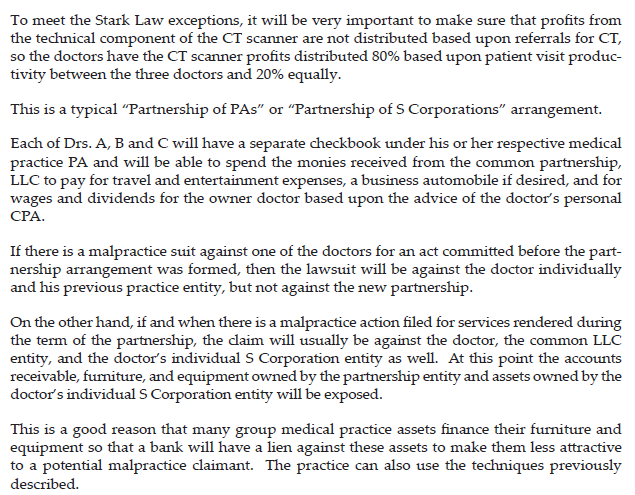 To meet the Stark Law exceptions, it will be very important to make sure that profits from
the technical component of the CT scanner are not distributed based upon referrals for CT,
so the doctors have the CT scanner profits distributed 80% based upon patient visit produc-
tivity between the three doctors and 20% equally.
This is a typical “Partnership of PAs” or “Partnership of S Corporations” arrangement.
Each of Drs. A, B and C will have a separate checkbook under his or her respective medical
practice PA and will be able to spend the monies received from the common partnership,
LLC to pay for travel and entertainment expenses, a business automobile if desired, and for
wages and dividends for the owner doctor based upon the advice of the doctor’s personal
CPA.
If there is a malpractice suit against one of the doctors for an act committed before the part-
nership arrangement was formed, then the lawsuit will be against the doctor individually
and his previous practice entity, but not against the new partnership.
On the other hand, if and when there is a malpractice action filed for services rendered during
the term of the partnership, the claim will usually be against the doctor, the common LLC
entity, and the doctor’s individual S Corporation entity as well. At this point the accounts
receivable, furniture, and equipment owned by the partnership entity and assets owned by the
doctor’s individual S Corporation entity will be exposed.
This is a good reason that many group medical practice assets finance their furniture and
equipment so that a bank will have a lien against these assets to make them less attractive
to a potential malpractice claimant. The practice can also use the techniques previously
described.